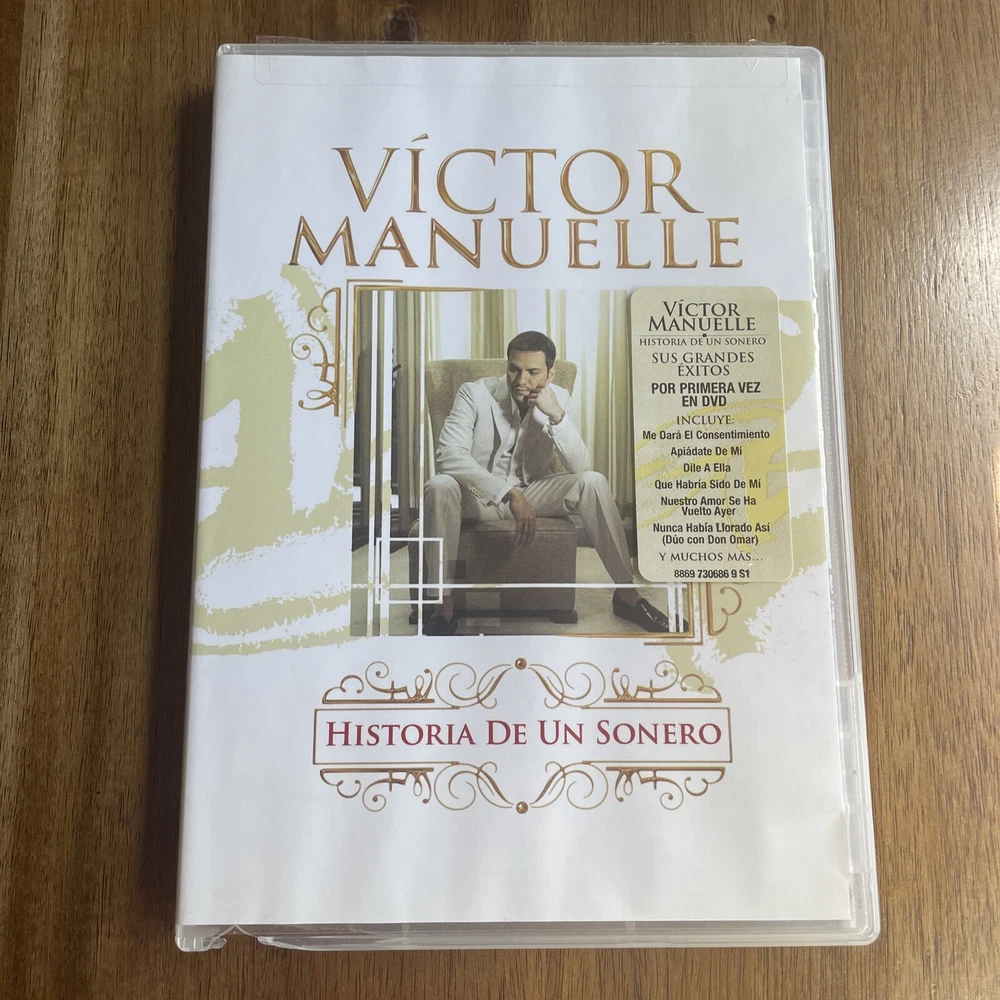 VÍCTOR
MANUELLE
VÍCTOR
MANUELLE
HISTORIA DE UN SONERO
SUS GRANDES
ÉXITOS
POR PRIMERA VEZ
EN DVD
INCLUYE:
Me Dará El Consentimiento
Apiádate De Mi
Dile A Ella
Que Habría Sido De Mí
Nuestro Amor Se Ha
Vuelto Ayer
Nunca Había Llorado Así
(Dúo con Don Omar)
Y MUCHOS MÁS...
8869 730686 9 S1
HISTORIA DE UN SONERO